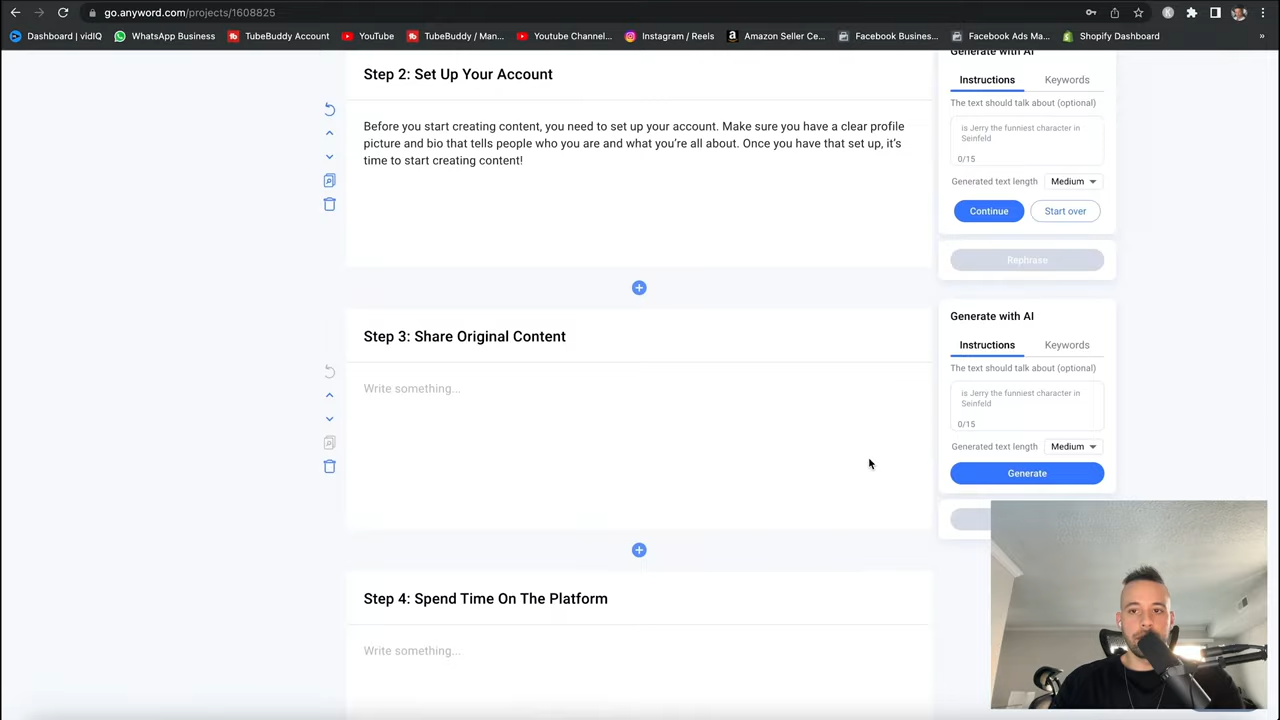 go.anyword.com/projects/1608825
Dashboard | vidIQ
WhatsApp Business
TubeBuddy Account
YouTube
TubeBuddy / Man...
Youtube Channel...
Instagram / Reels
Amazon Seller Ce...
Facebook Busines...
Facebook Ads Ma...
Shopify Dashboard
»
Step 2: Set Up Your Account
Before you start creating content, you need to set up your account. Make sure you have a clear profile
picture and bio that tells people who you are and what you're all about. Once you have that set up, it's
time to start creating content!
Generate with AI
Instructions
Keywords
The text should talk about (optional)
is Jerry the funniest character in
Seinfeld
0/15
Generated text length
Medium
Continue
Start over
Rephrase
Step 3: Share Original Content
Write something...
Generate with AI
Instructions
Keywords
The text should talk about (optional)
is Jerry the funniest character in
Seinfeld
0/15
Generated text length
Medium
Generate
Step 4: Spend Time On The Platform
Write something...